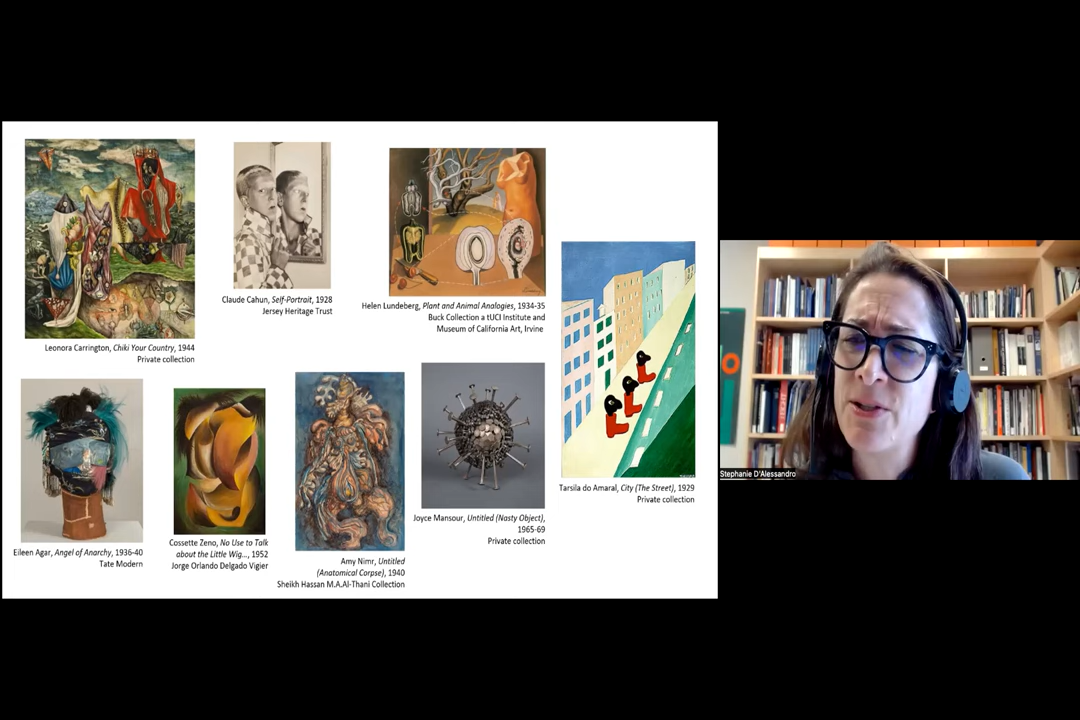 Leonora Carrington, Chiki Your Country, 1944
Private collection
Claude Cahun, Self-Portrait, 1928
Jersey Heritage Trust
Helen Lundeberg, Plant and Animal Analogies, 1934-35
Buck Collection a tUCI Institute and
Museum of California Art, Irvine
Eileen Agar, Angel of Anarchy, 1936-40
Tate Modern
Cossette Zeno, No Use to Talk
about the Little Wig..., 1952
Jorge Orlando Delgado Vigier
Amy Nimr, Untitled
(Anatomical Corpse), 1940
Sheikh Hassan M.A.Al-Thani Collection
Joyce Mansour, Untitled (Nasty Object),
1965-69
Private collection
Tarsila do Amaral, City (The Street), 1929
Private collection
Stephanie D'Alessandro